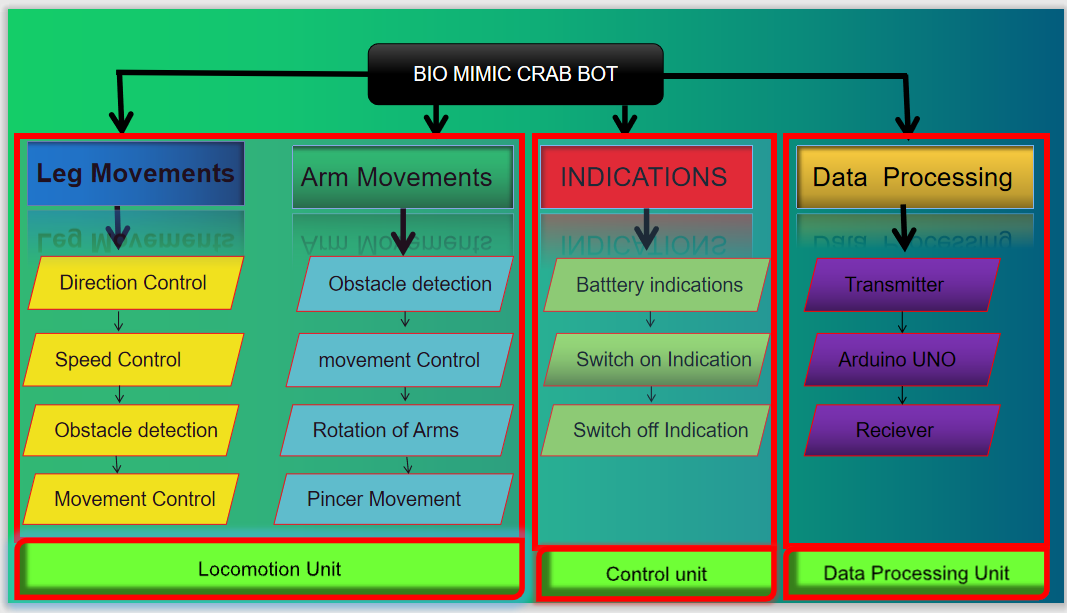 BIO MIMIC CRAB BOT
Leg Movements
Direction Control
Speed Control
Obstacle detection
Movement Control
Arm Movements
Obstacle detection
movement Control
Rotation of Arms
Pincer Movement
Locomotion Unit
INDICATIONS
Batttery indications
Switch on Indication
Switch off Indication
Control unit
Data Processing
Transmitter
Arduino UNO
Reciever
Data Processing Unit